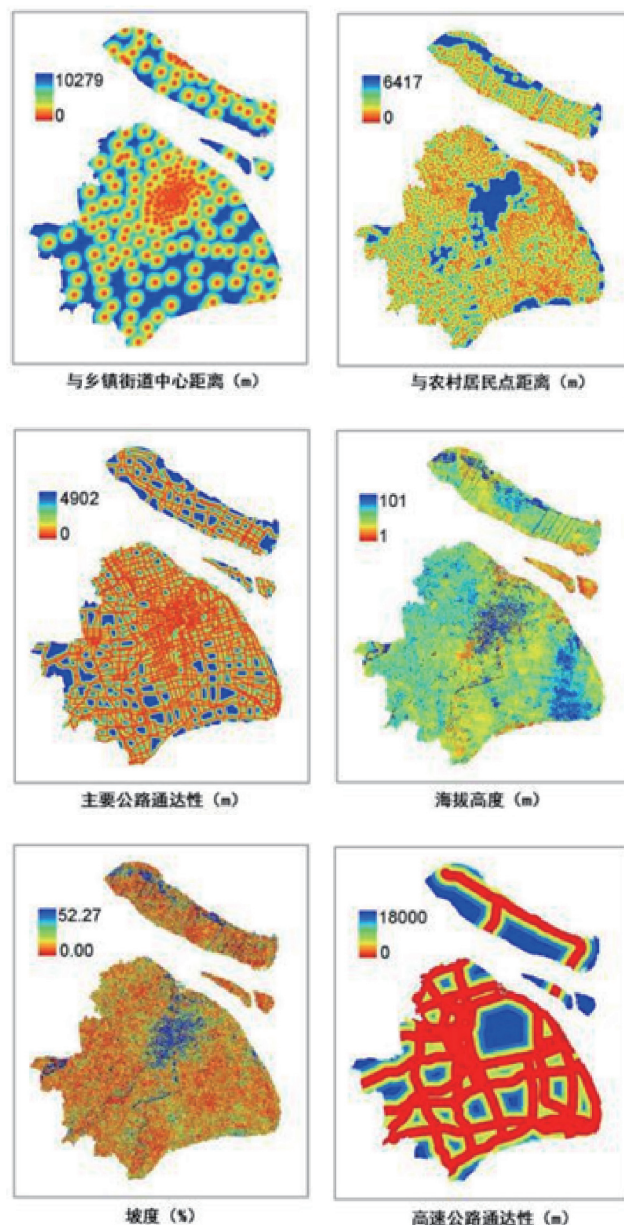 10279
0
与乡镇街道中心距离（m）
6417
0
与农村居民点距离（m）
4902
0
主要公路通达性（m）
101
1
海拔高度（m）
52.27
0.00
坡度（%）
18000
0
高速公路通达性（m）